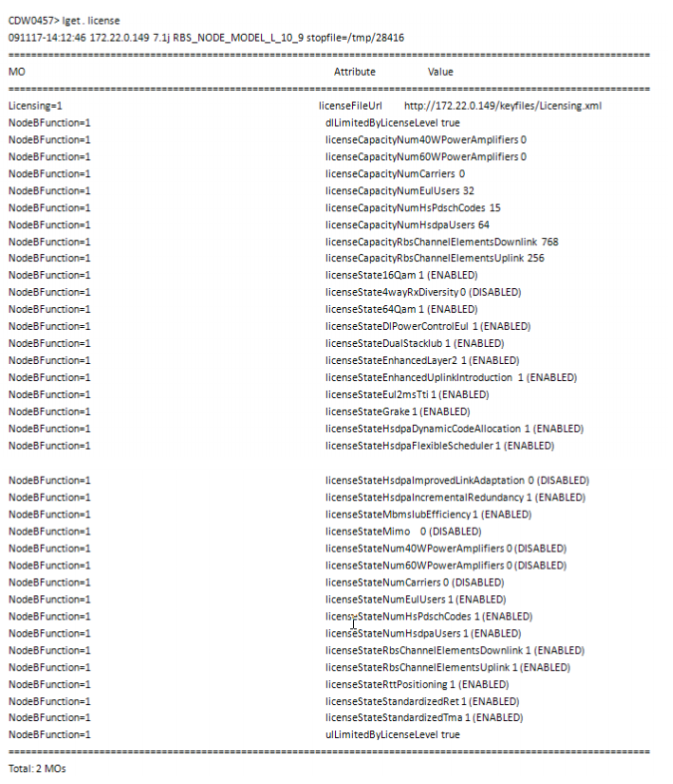 CDW0457> lget . license
091117-14:12:46 172.22.0.149 7.1j RBS_NODE_MODEL_L_10_9 stopfile=/tmp/28416
=================================================================================================================
MO Attribute Value
=================================================================================================================
Licensing=1 licenseFileUrl http://172.22.0.149/keyfiles/Licensing.xml
NodeBFunction=1 dlLimitedByLicenseLevel true
NodeBFunction=1 licenseCapacityNum40WPowerAmplifiers 0
NodeBFunction=1 licenseCapacityNum60WPowerAmplifiers 0
NodeBFunction=1 licenseCapacityNumCarriers 0
NodeBFunction=1 licenseCapacityNumEulUsers 32
NodeBFunction=1 licenseCapacityNumHsPdschCodes 15
NodeBFunction=1 licenseCapacityNumHsdpaUsers 64
NodeBFunction=1 licenseCapacityRbsChannelElementsDownlink 768
NodeBFunction=1 licenseCapacityRbsChannelElementsUplink 256
NodeBFunction=1 licenseState16Qam 1 (ENABLED)
NodeBFunction=1 licenseState4wayRxDiversity 0 (DISABLED)
NodeBFunction=1 licenseState64Qam 1 (ENABLED)
NodeBFunction=1 licenseStateDlPowerControlEul 1 (ENABLED)
NodeBFunction=1 licenseStateDualStackIub 1 (ENABLED)
NodeBFunction=1 licenseStateEnhancedLayer2 1 (ENABLED)
NodeBFunction=1 licenseStateEnhancedUplinkIntroduction 1 (ENABLED)
NodeBFunction=1 licenseStateEul2msTti 1 (ENABLED)
NodeBFunction=1 licenseStateGrake 1 (ENABLED)
NodeBFunction=1 licenseStateHsdpaDynamicCodeAllocation 1 (ENABLED)
NodeBFunction=1 licenseStateHsdpaFlexibleScheduler 1 (ENABLED)
NodeBFunction=1 licenseStateHsdpaImprovedLinkAdaptation 0 (DISABLED)
NodeBFunction=1 licenseStateHsdpaIncrementalRedundancy 1 (ENABLED)
NodeBFunction=1 licenseStateMbmsIubEfficiency 1 (ENABLED)
NodeBFunction=1 licenseStateMimo 0 (DISABLED)
NodeBFunction=1 licenseStateNum40WPowerAmplifiers 0 (DISABLED)
NodeBFunction=1 licenseStateNum60WPowerAmplifiers 0 (DISABLED)
NodeBFunction=1 licenseStateNumCarriers 0 (DISABLED)
NodeBFunction=1 licenseStateNumEulUsers 1 (ENABLED)
NodeBFunction=1 licenseStateNumHsPdschCodes 1 (ENABLED)
NodeBFunction=1 licenseStateNumHsdpaUsers 1 (ENABLED)
NodeBFunction=1 licenseStateRbsChannelElementsDownlink 1 (ENABLED)
NodeBFunction=1 licenseStateRbsChannelElementsUplink 1 (ENABLED)
NodeBFunction=1 licenseStateRttPositioning 1 (ENABLED)
NodeBFunction=1 licenseStateStandardizedRet 1 (ENABLED)
NodeBFunction=1 licenseStateStandardizedTma 1 (ENABLED)
NodeBFunction=1 ulLimitedByLicenseLevel true
=================================================================================================================
Total: 2 MOs